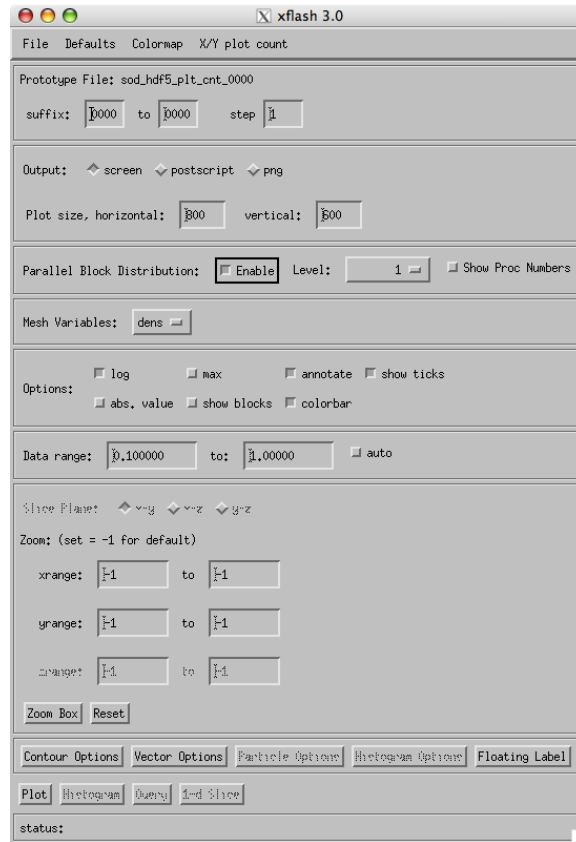 xflash 3.0
File Defaults Colormap X/Y plot count
Prototype File: sod_hdf5_plt_cnt_0000
suffix: 0000 to 0000 step 1
Output: screen postscript png
Plot size, horizontal: 800 vertical: 600
Parallel Block Distribution: Enable Level: 1 Show Proc Numbers
Mesh Variables: dens
log max annotate show ticks
Options:
abs. value show blocks colorbar
Data range: 0.100000 to: 1.00000 auto
Slice Plane: x-y x-z y-z
Zoom: (set = -1 for default)
xrange: -1 to -1
yrange: -1 to -1
zrange: -1 to -1
Zoom Box Reset
Contour Options Vector Options Particle Options Histogram Options Floating Label
Plot Histogram Query 1-d Slice
status: